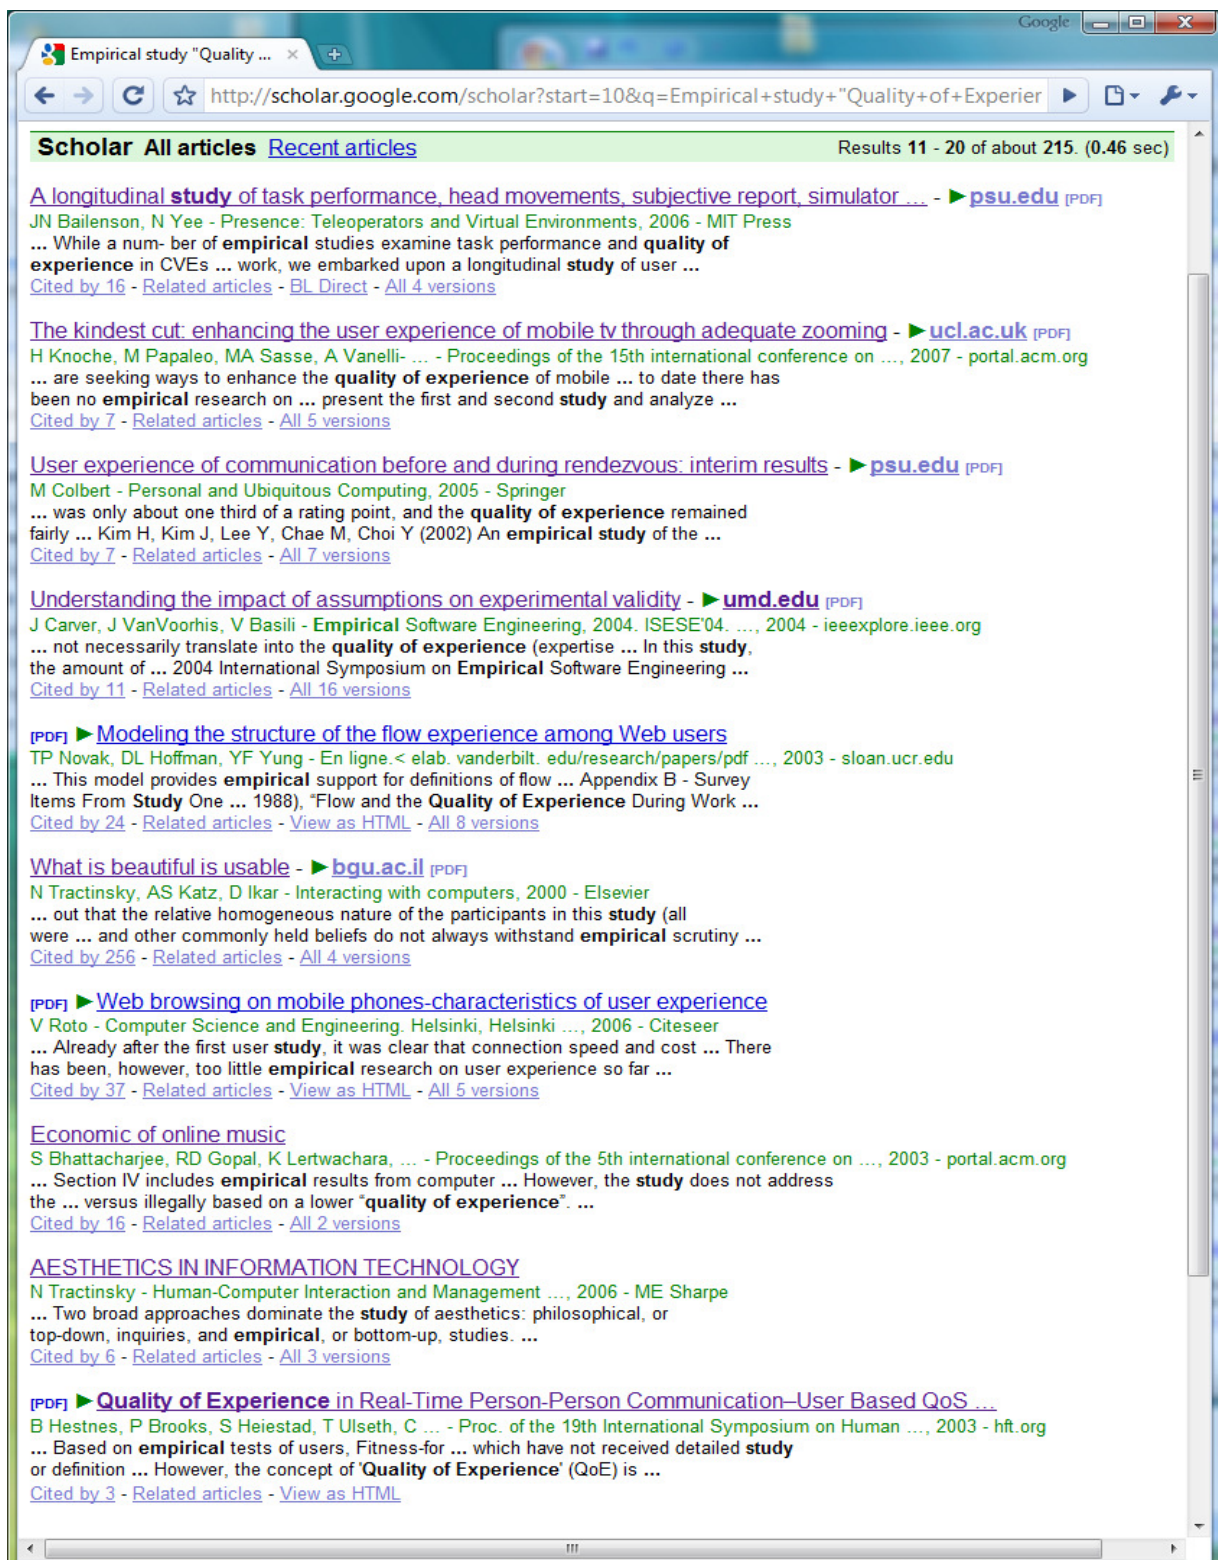 Google
Empirical study "Quality ...
http://scholar.google.com/scholar?start=10&q=Empirical+study+"Quality+of+Experier
Scholar All articles Recent articles Results 11 - 20 of about 215. (0.46 sec)
A longitudinal study of task performance, head movements, subjective report, simulator ... - ►psu.edu [PDF]
JN Bailenson, N Yee - Presence: Teleoperators and Virtual Environments, 2006 - MIT Press
... While a num- ber of empirical studies examine task performance and quality of
experience in CVEs ... work, we embarked upon a longitudinal study of user ...
Cited by 16 - Related articles - BL Direct - All 4 versions
The kindest cut: enhancing the user experience of mobile tv through adequate zooming - ►ucl.ac.uk [PDF]
H Knoche, M Papaleo, MA Sasse, A Vanelli- ... - Proceedings of the 15th international conference on ..., 2007 - portal.acm.org
... are seeking ways to enhance the quality of experience of mobile ... to date there has
been no empirical research on ... present the first and second study and analyze ...
Cited by 7 - Related articles - All 5 versions
User experience of communication before and during rendezvous: interim results - ►psu.edu [PDF]
M Colbert - Personal and Ubiquitous Computing, 2005 - Springer
... was only about one third of a rating point, and the quality of experience remained
fairly ... Kim H, Kim J, Lee Y, Chae M, Choi Y (2002) An empirical study of the ...
Cited by 7 - Related articles - All 7 versions
Understanding the impact of assumptions on experimental validity - ►umd.edu [PDF]
J Carver, J VanVoorhis, V Basili - Empirical Software Engineering, 2004. ISESE'04. ..., 2004 - ieeexplore.ieee.org
... not necessarily translate into the quality of experience (expertise ... In this study,
the amount of ... 2004 International Symposium on Empirical Software Engineering ...
Cited by 11 - Related articles - All 16 versions
[PDF] ►Modeling the structure of the flow experience among Web users
TP Novak, DL Hoffman, YF Yung - En ligne.< elab. vanderbilt. edu/research/papers/pdf ..., 2003 - sloan.ucr.edu
... This model provides empirical support for definitions of flow ... Appendix B - Survey
Items From Study One ... 1988), “Flow and the Quality of Experience During Work ...
Cited by 24 - Related articles - View as HTML - All 8 versions
What is beautiful is usable - ►bgu.ac.il [PDF]
N Tractinsky, AS Katz, D Ikar - Interacting with computers, 2000 - Elsevier
... out that the relative homogeneous nature of the participants in this study (all
were ... and other commonly held beliefs do not always withstand empirical scrutiny ...
Cited by 256 - Related articles - All 4 versions
[PDF] ►Web browsing on mobile phones-characteristics of user experience
V Roto - Computer Science and Engineering. Helsinki, Helsinki ..., 2006 - Citeseer
... Already after the first user study, it was clear that connection speed and cost ... There
has been, however, too little empirical research on user experience so far ...
Cited by 37 - Related articles - View as HTML - All 5 versions
Economic of online music
S Bhattacharjee, RD Gopal, K Lertwachara, ... - Proceedings of the 5th international conference on ..., 2003 - portal.acm.org
... Section IV includes empirical results from computer ... However, the study does not address
the ... versus illegally based on a lower “quality of experience”. ...
Cited by 16 - Related articles - All 2 versions
AESTHETICS IN INFORMATION TECHNOLOGY
N Tractinsky - Human-Computer Interaction and Management ..., 2006 - ME Sharpe
... Two broad approaches dominate the study of aesthetics: philosophical, or
top-down, inquiries, and empirical, or bottom-up, studies. ...
Cited by 6 - Related articles - All 3 versions
[PDF] ►Quality of Experience in Real-Time Person-Person Communication–User Based QoS ...
B Hestnes, P Brooks, S Heiestad, T Ulseth, C ... - Proc. of the 19th International Symposium on Human ..., 2003 - hft.org
... Based on empirical tests of users, Fitness-for ... which have not received detailed study
or definition ... However, the concept of 'Quality of Experience' (QoE) is ...
Cited by 3 - Related articles - View as HTML